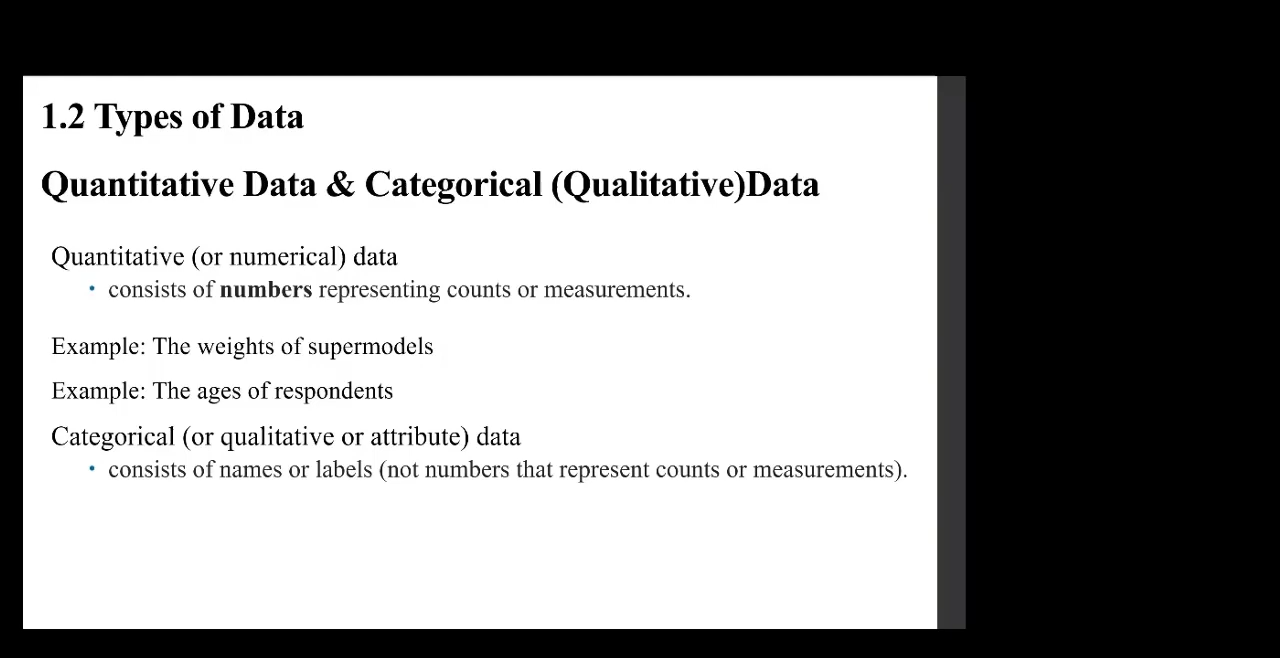 1.2 Types of Data
Quantitative Data & Categorical (Qualitative)Data
Quantitative (or numerical) data
• consists of numbers representing counts or measurements.
Example: The weights of supermodels
Example: The ages of respondents
Categorical (or qualitative or attribute) data
• consists of names or labels (not numbers that represent counts or measurements).